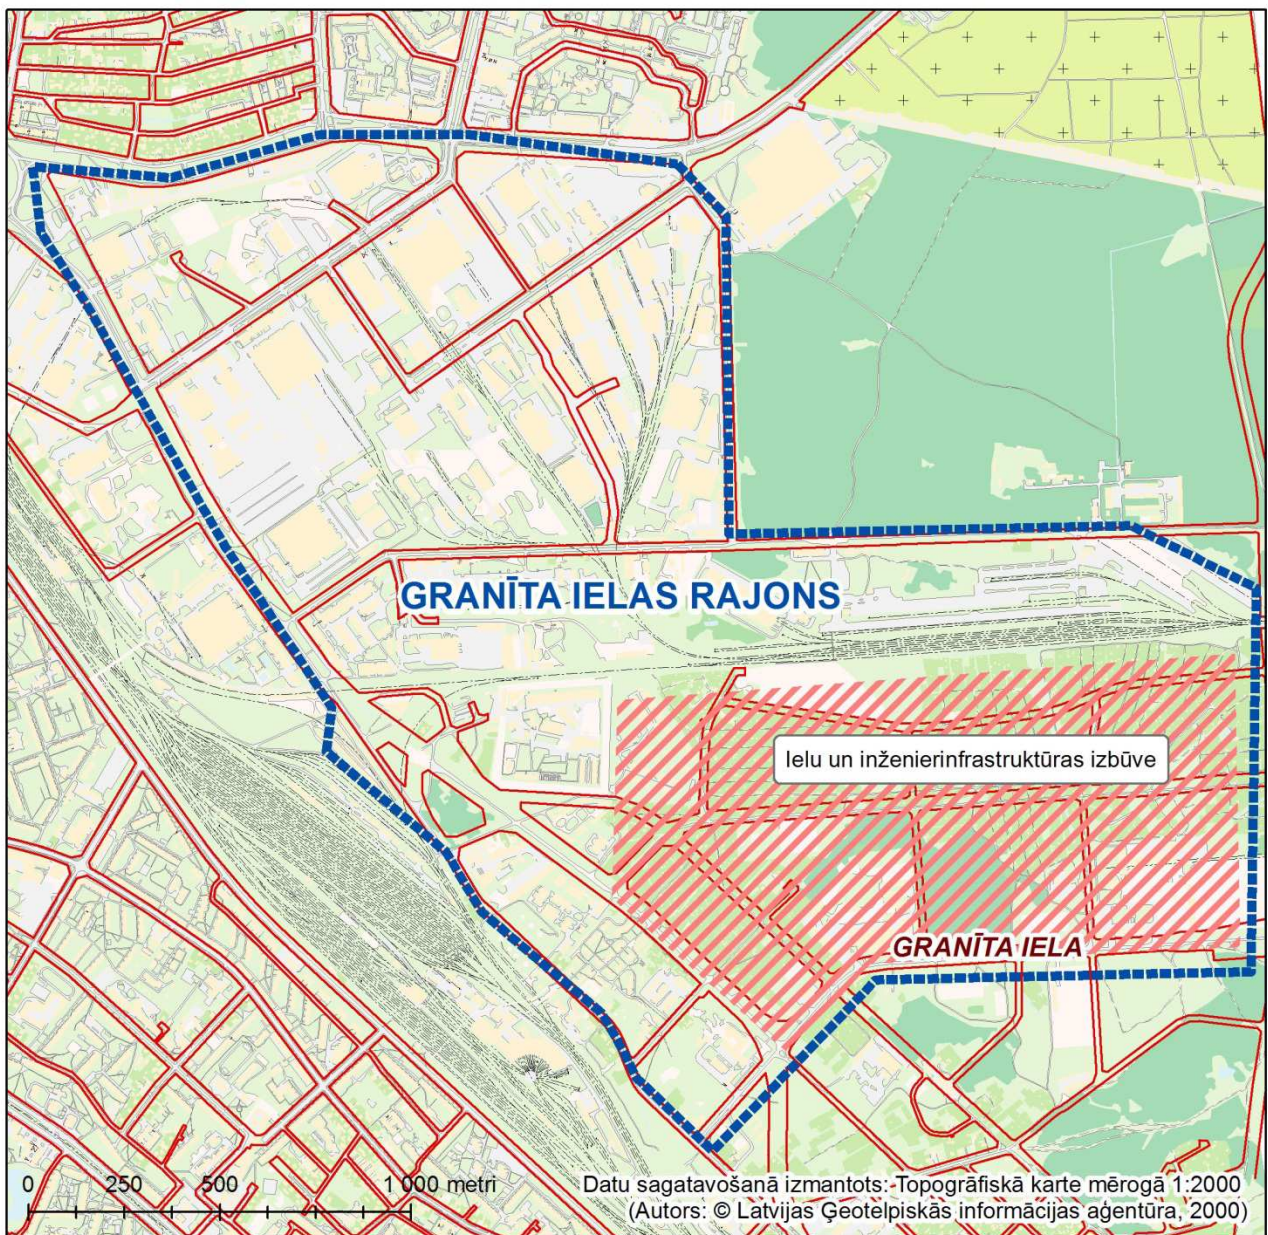 GRANĪTA IELAS RAJONS
Ielu un inženierinfrastruktūras izbūve
GRANĪTA IELA
0 250 500 1 000 metri
Datu sagatavošanā izmantots: Topogrāfiskā karte mērogā 1:2000
(Autors: © Latvijas Ģeotelpiskās informācijas aģentūra, 2000)